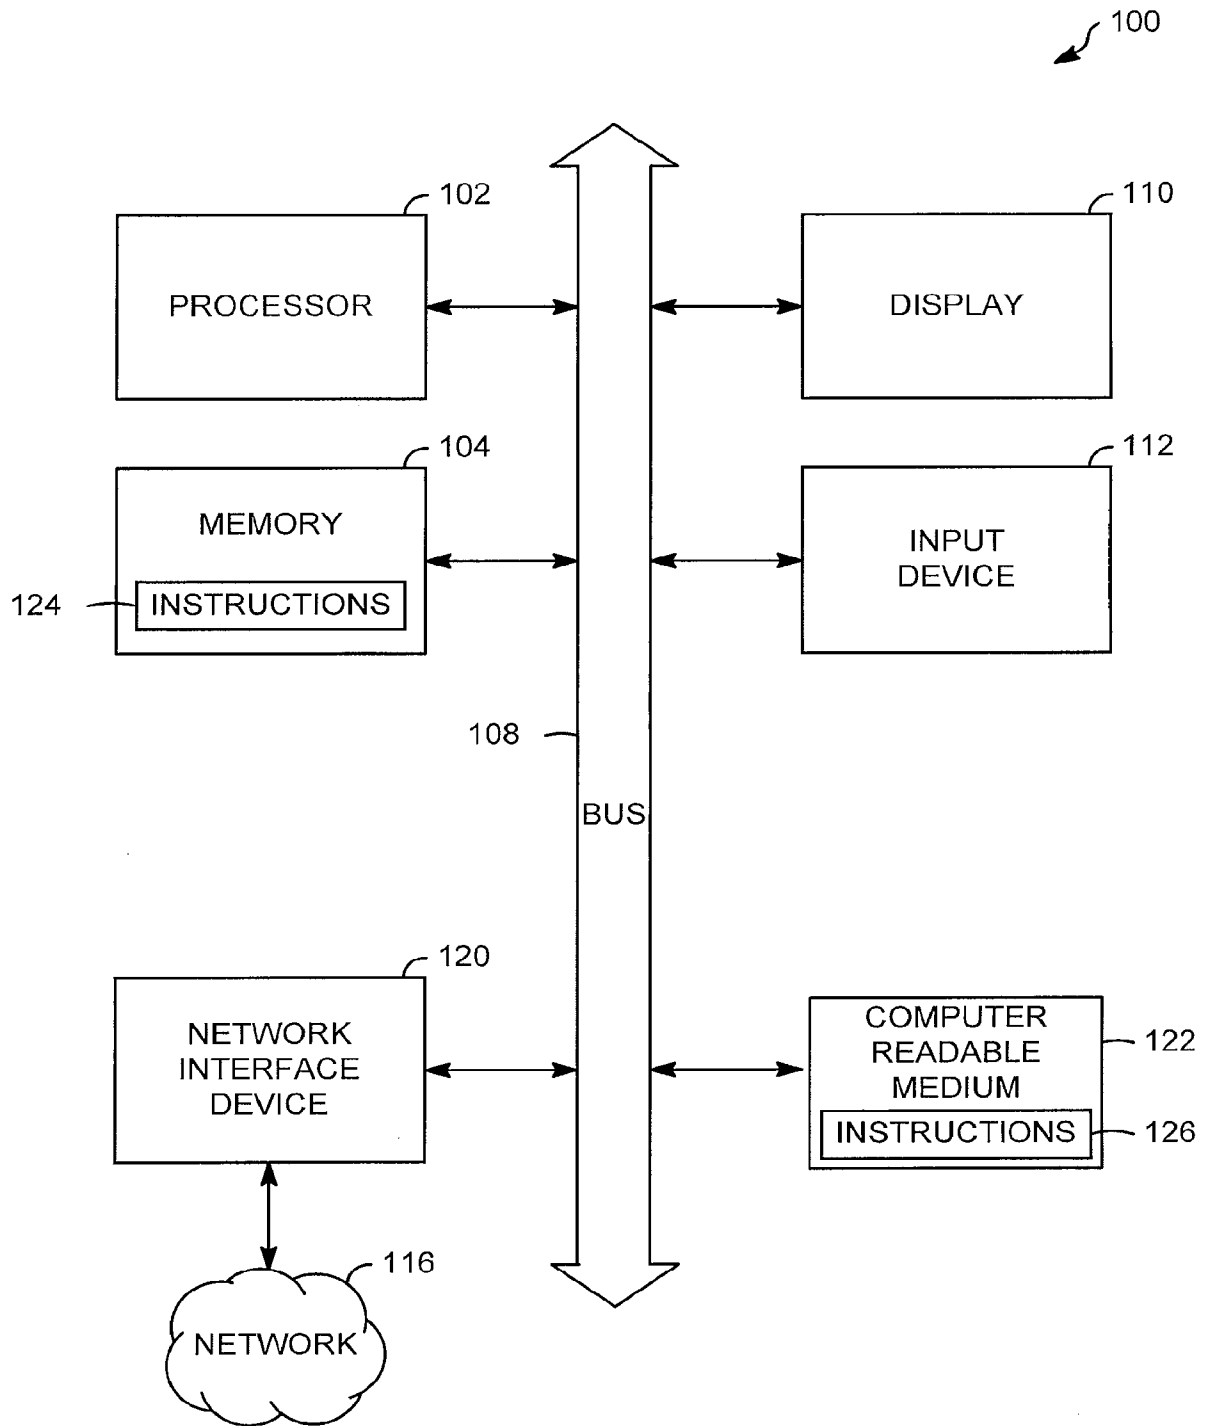 100
102
PROCESSOR
110
DISPLAY
104
MEMORY
124
INSTRUCTIONS
112
INPUT
DEVICE
108
BUS
120
NETWORK
INTERFACE
DEVICE
COMPUTER
READABLE
MEDIUM
122
INSTRUCTIONS
126
116
NETWORK